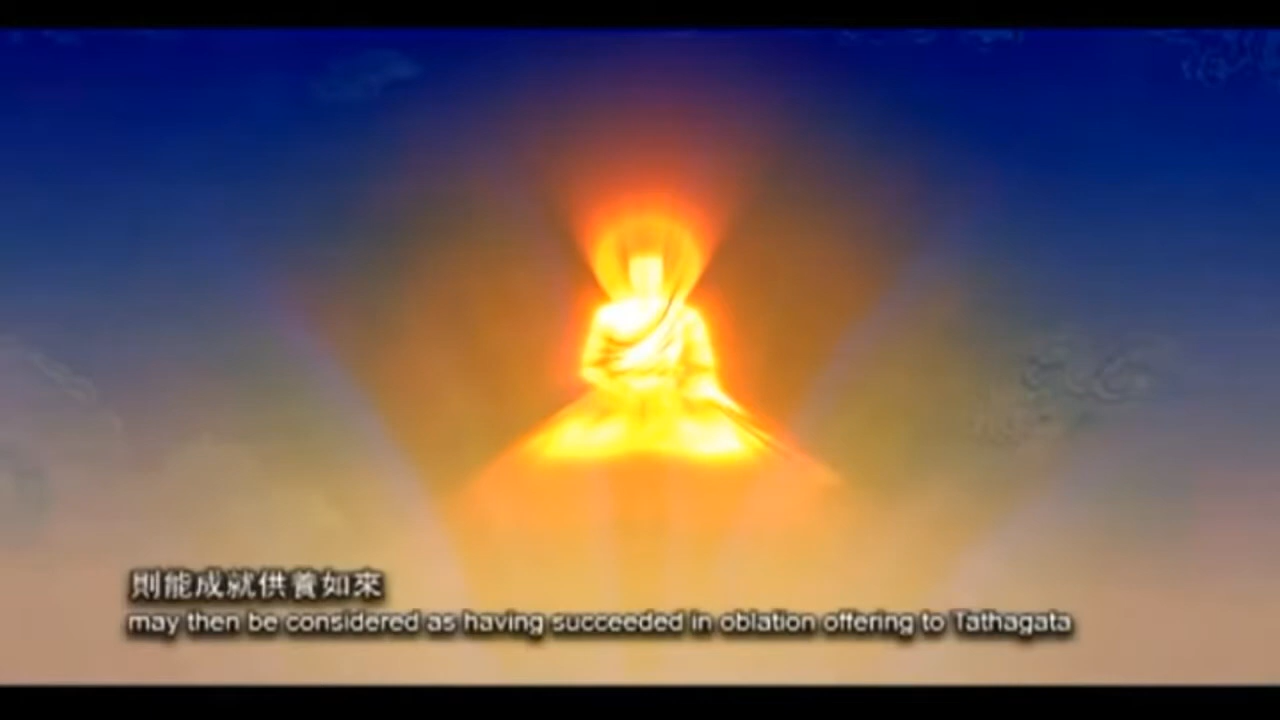 則能成就供養如來
may then be considered as having succeeded in oblation offering to Tathagata